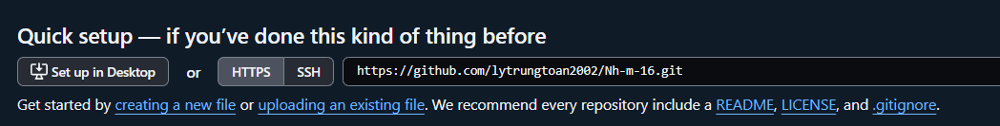 Quick setup — if you’ve done this kind of thing before
Set up in Desktop or HTTPS SSH https://github.com/lytrungtoan2002/Nh-m-16.git
Get started by creating a new file or uploading an existing file. We recommend every repository include a README, LICENSE, and .gitignore.